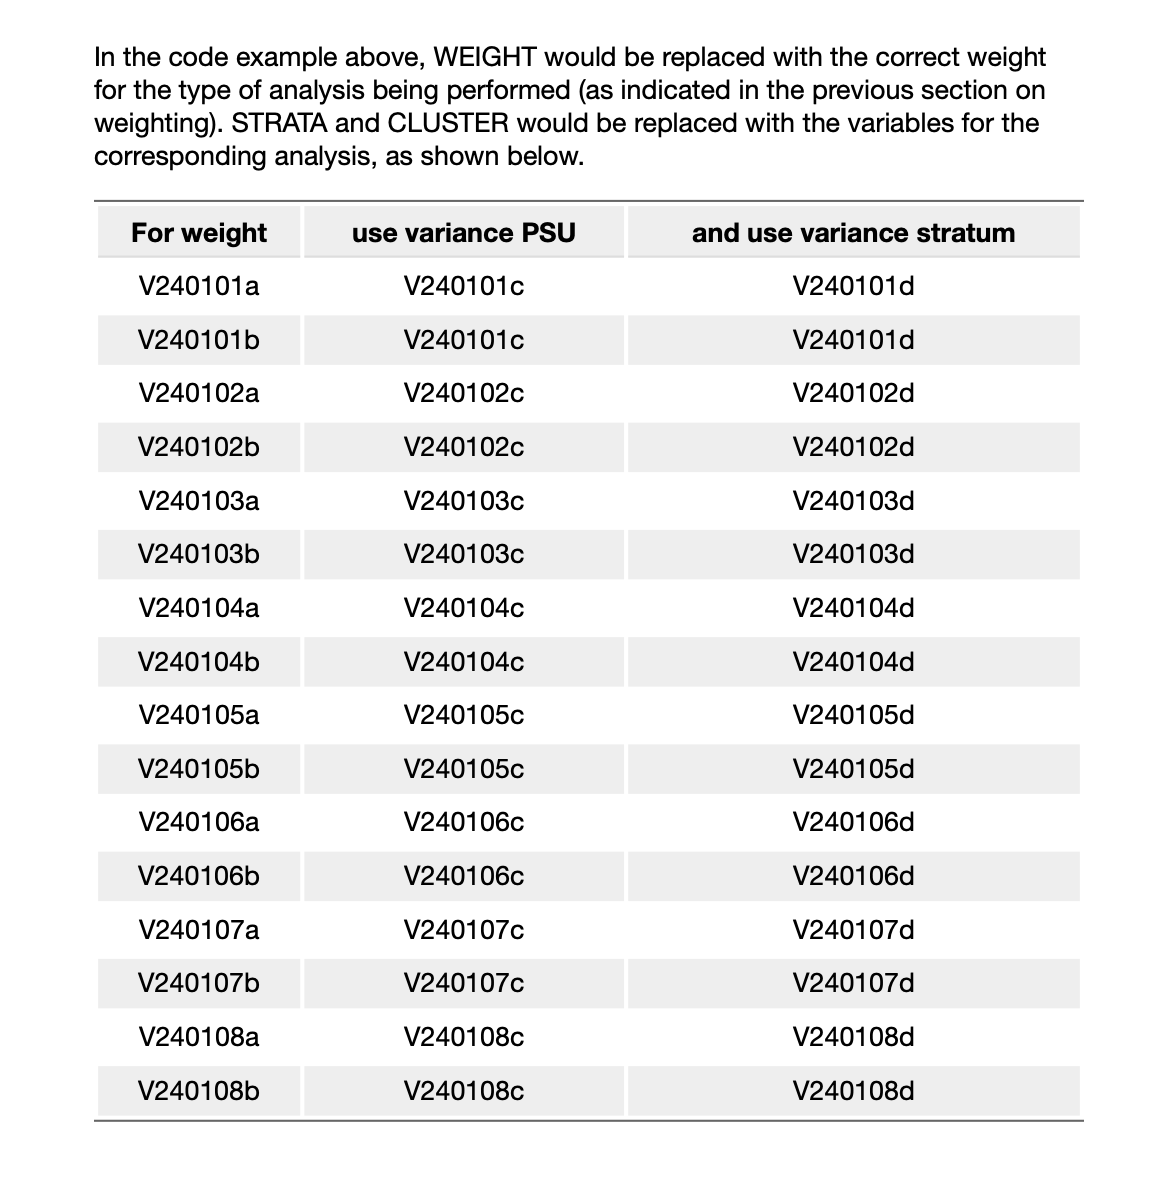 In the code example above, WEIGHT would be replaced with the correct weight
for the type of analysis being performed (as indicated in the previous section on
weighting). STRATA and CLUSTER would be replaced with the variables for the
corresponding analysis, as shown below.
For weight use variance PSU and use variance stratum
V240101a V240101c V240101d
V240101b V240101c V240101d
V240102a V240102c V240102d
V240102b V240102c V240102d
V240103a V240103c V240103d
V240103b V240103c V240103d
V240104a V240104c V240104d
V240104b V240104c V240104d
V240105a V240105c V240105d
V240105b V240105c V240105d
V240106a V240106c V240106d
V240106b V240106c V240106d
V240107a V240107c V240107d
V240107b V240107c V240107d
V240108a V240108c V240108d
V240108b V240108c V240108d